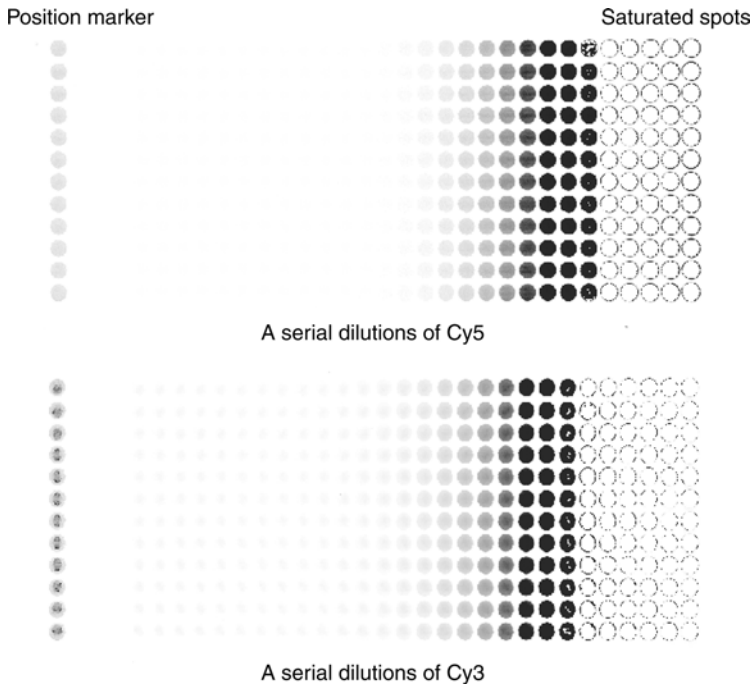 Position marker
Saturated spots
A serial dilutions of Cy5
A serial dilutions of Cy3